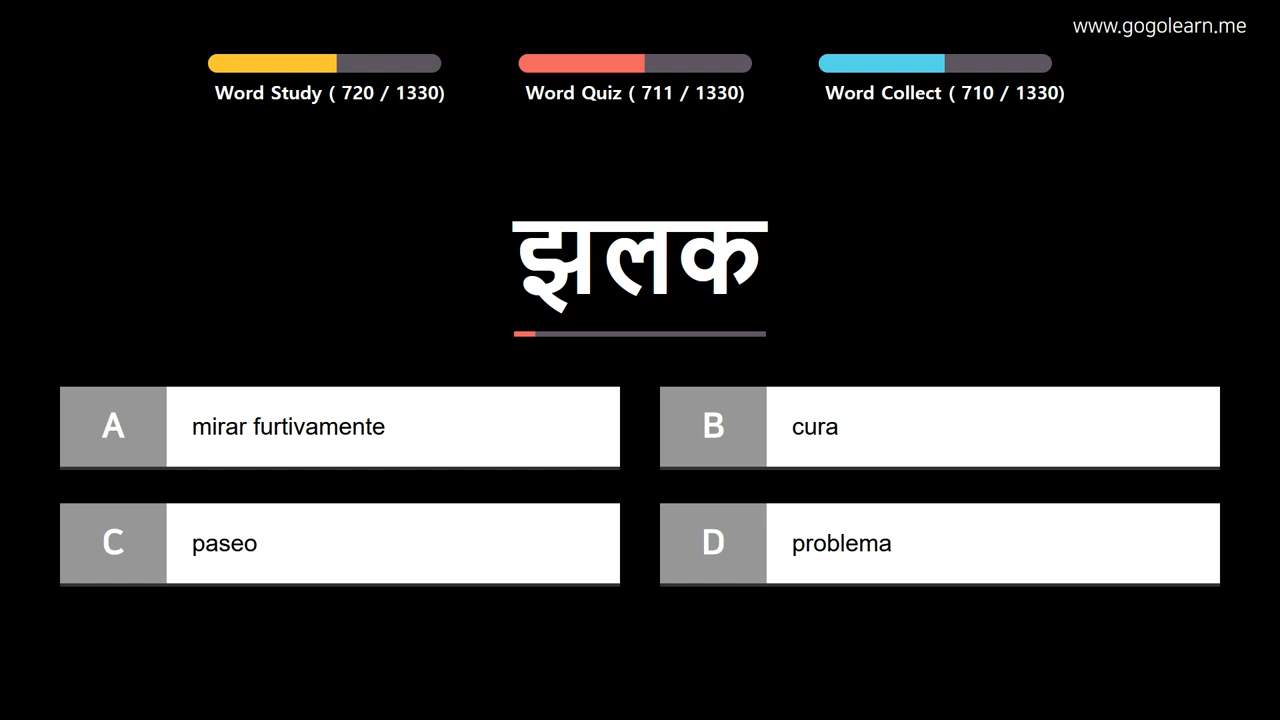 www.gogolearn.me
Word Study ( 720 / 1330)
Word Quiz ( 711 / 1330)
Word Collect ( 710 / 1330)
झलक
A
mirar furtivamente
B
cura
C
paseo
D
problema